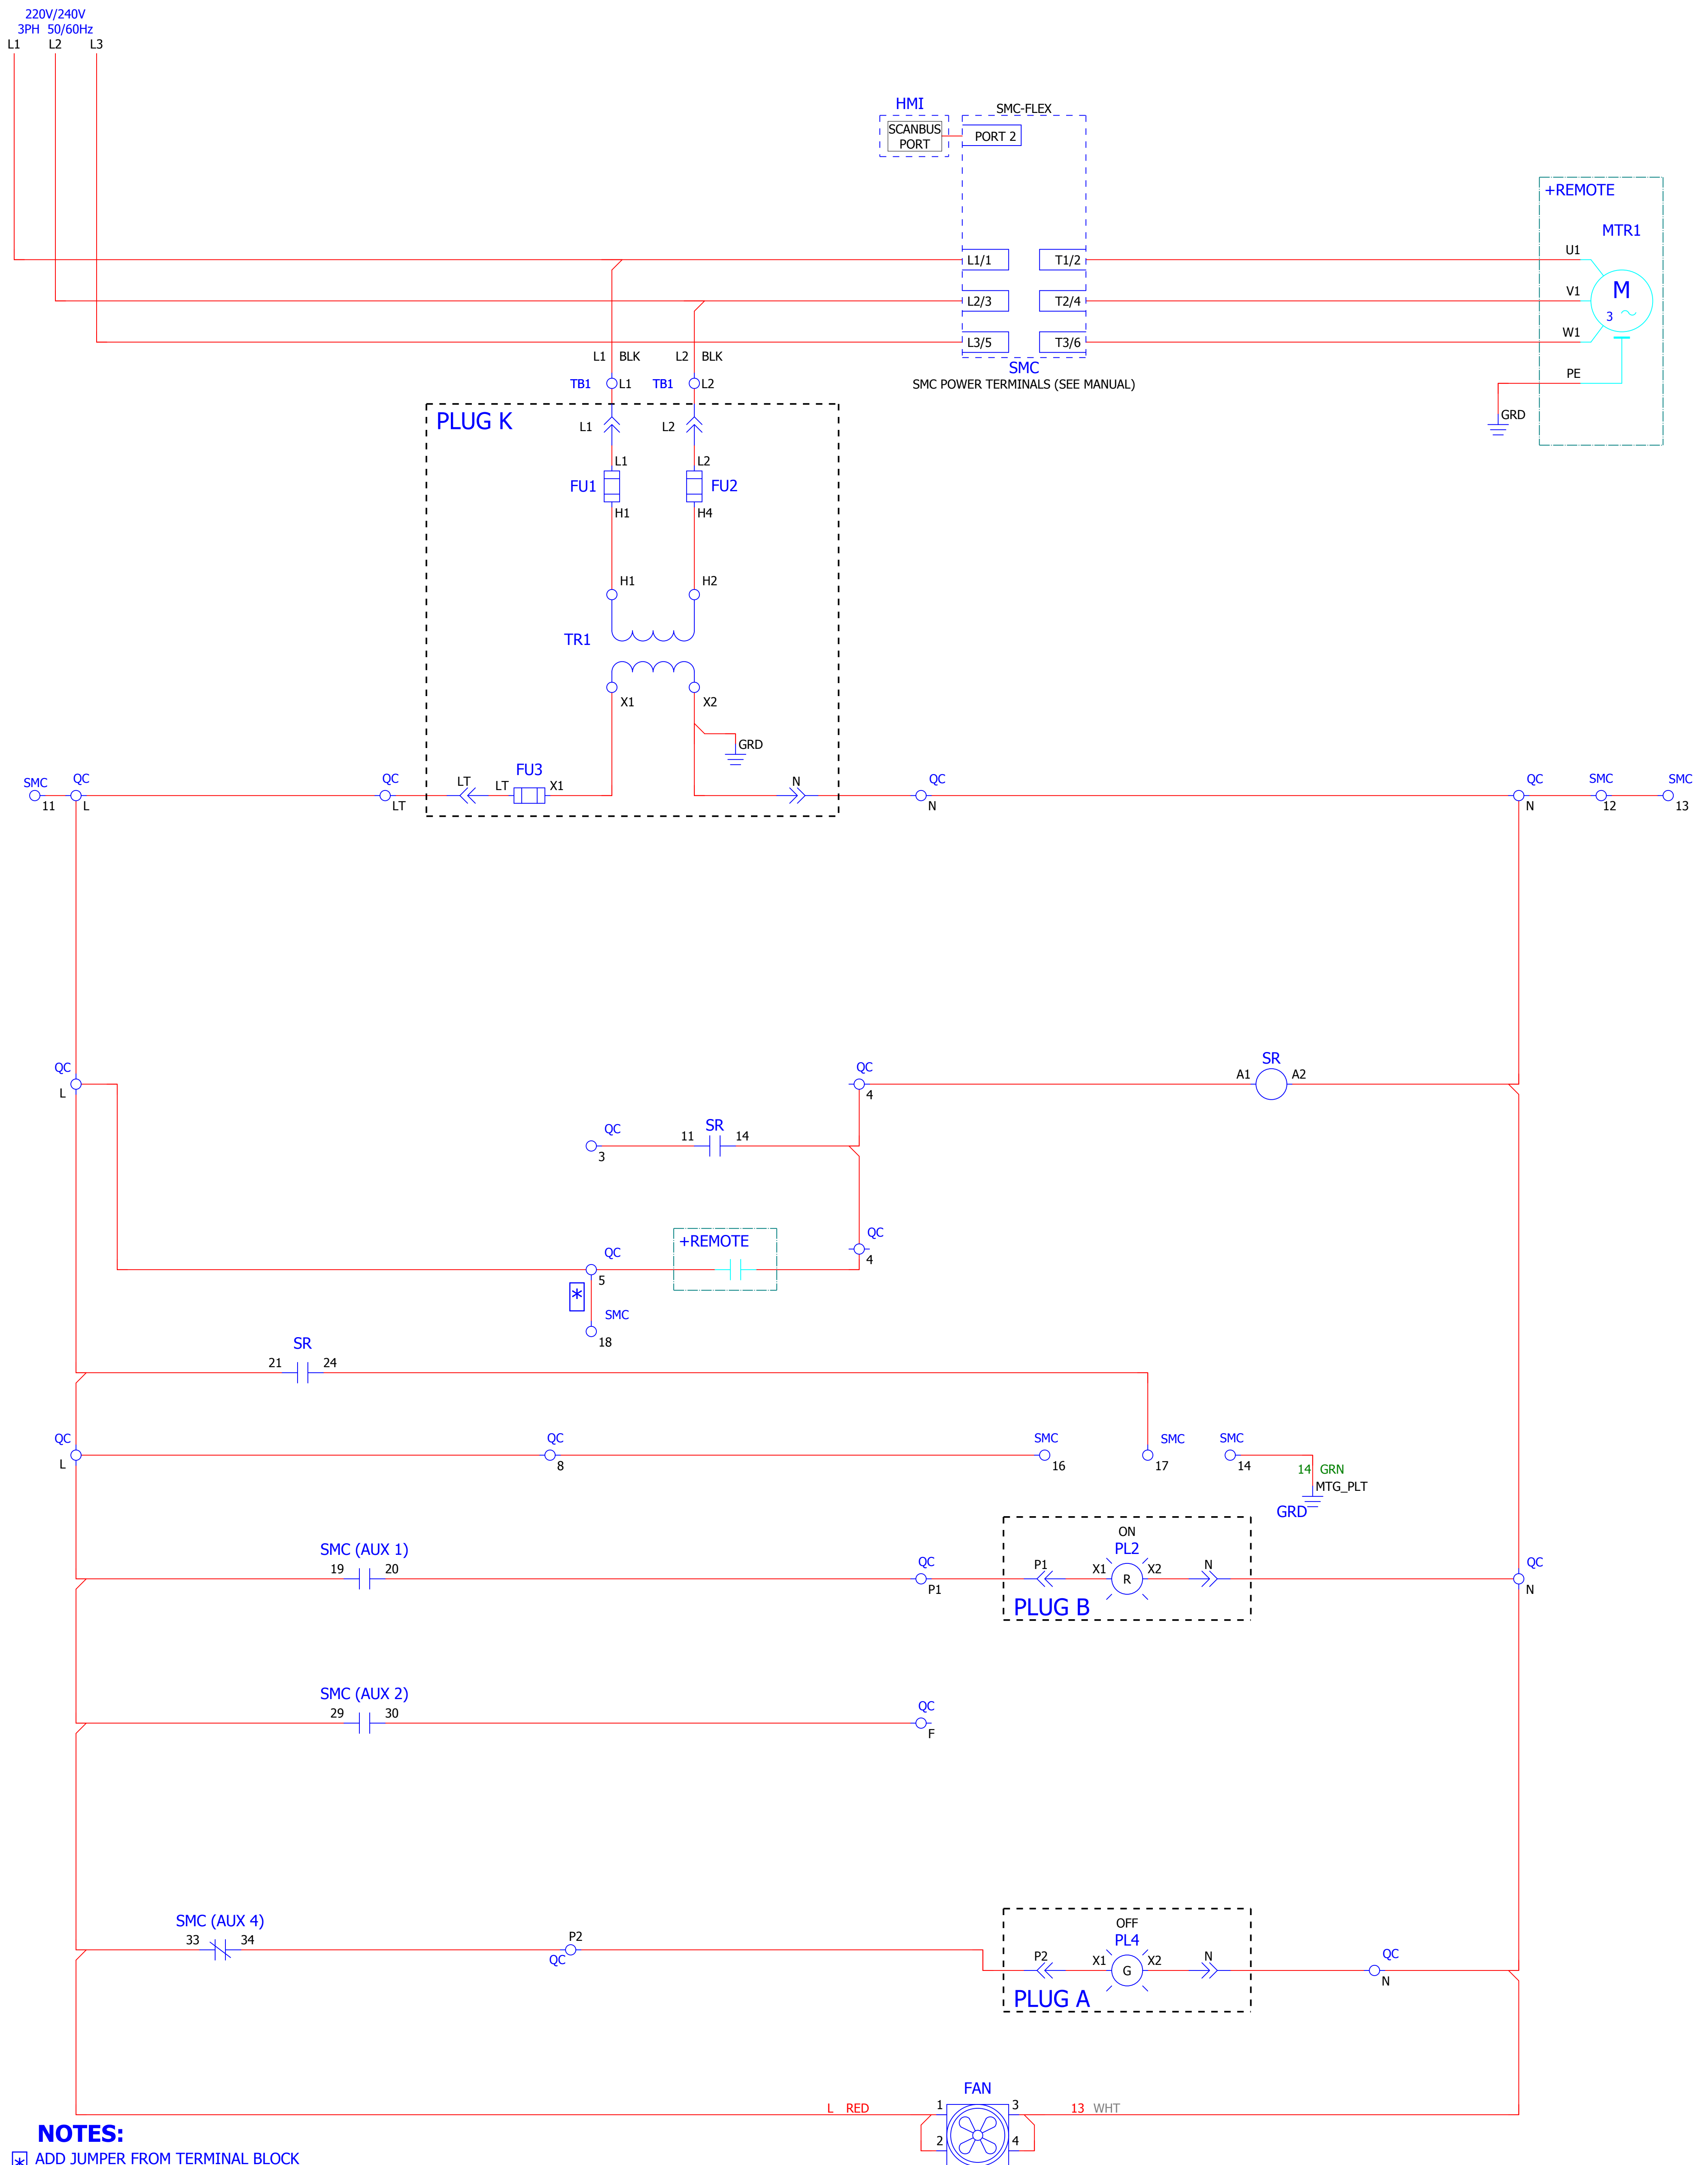 220V/240V
3PH 50/60Hz
L1 L2 L3
HMI
SMC-FLEX
SCANBUS
PORT
PORT 2
+REMOTE
MTR1
U1
L1/1 T1/2
M
3
V1
L2/3 T2/4
W1
L3/5 T3/6
L1 BLK L2 BLK
SMC
SMC POWER TERMINALS (SEE MANUAL)
PE
TB1 L1 TB1 L2
GRD
PLUG K
L1 L2
L1 L2
FU1 FU2
H1 H4
H1 H2
TR1
X1 X2
GRD
FU3
SMC QC QC LT LT X1 N QC QC SMC SMC
11 L LT N N 12 13
QC QC SR
L 4 A1 A2
QC SR
11 14
3
QC
+REMOTE
QC
4
5
*
SMC
18
SR
21 24
QC QC SMC SMC SMC
L 8 16 17 14
14 GRN
MTG_PLT
GRD
ON
SMC (AUX 1) PL2
19 20 QC P1 X1 X2 N QC
R
P1 N
PLUG B
SMC (AUX 2)
29 30 QC
F
SMC (AUX 4) OFF
33 34 P2 PL4
QC P2 X1 X2 N QC
G
N
PLUG A
FAN
L RED 1 3 13 WHT
2 4
NOTES:
* ADD JUMPER FROM TERMINAL BLOCK